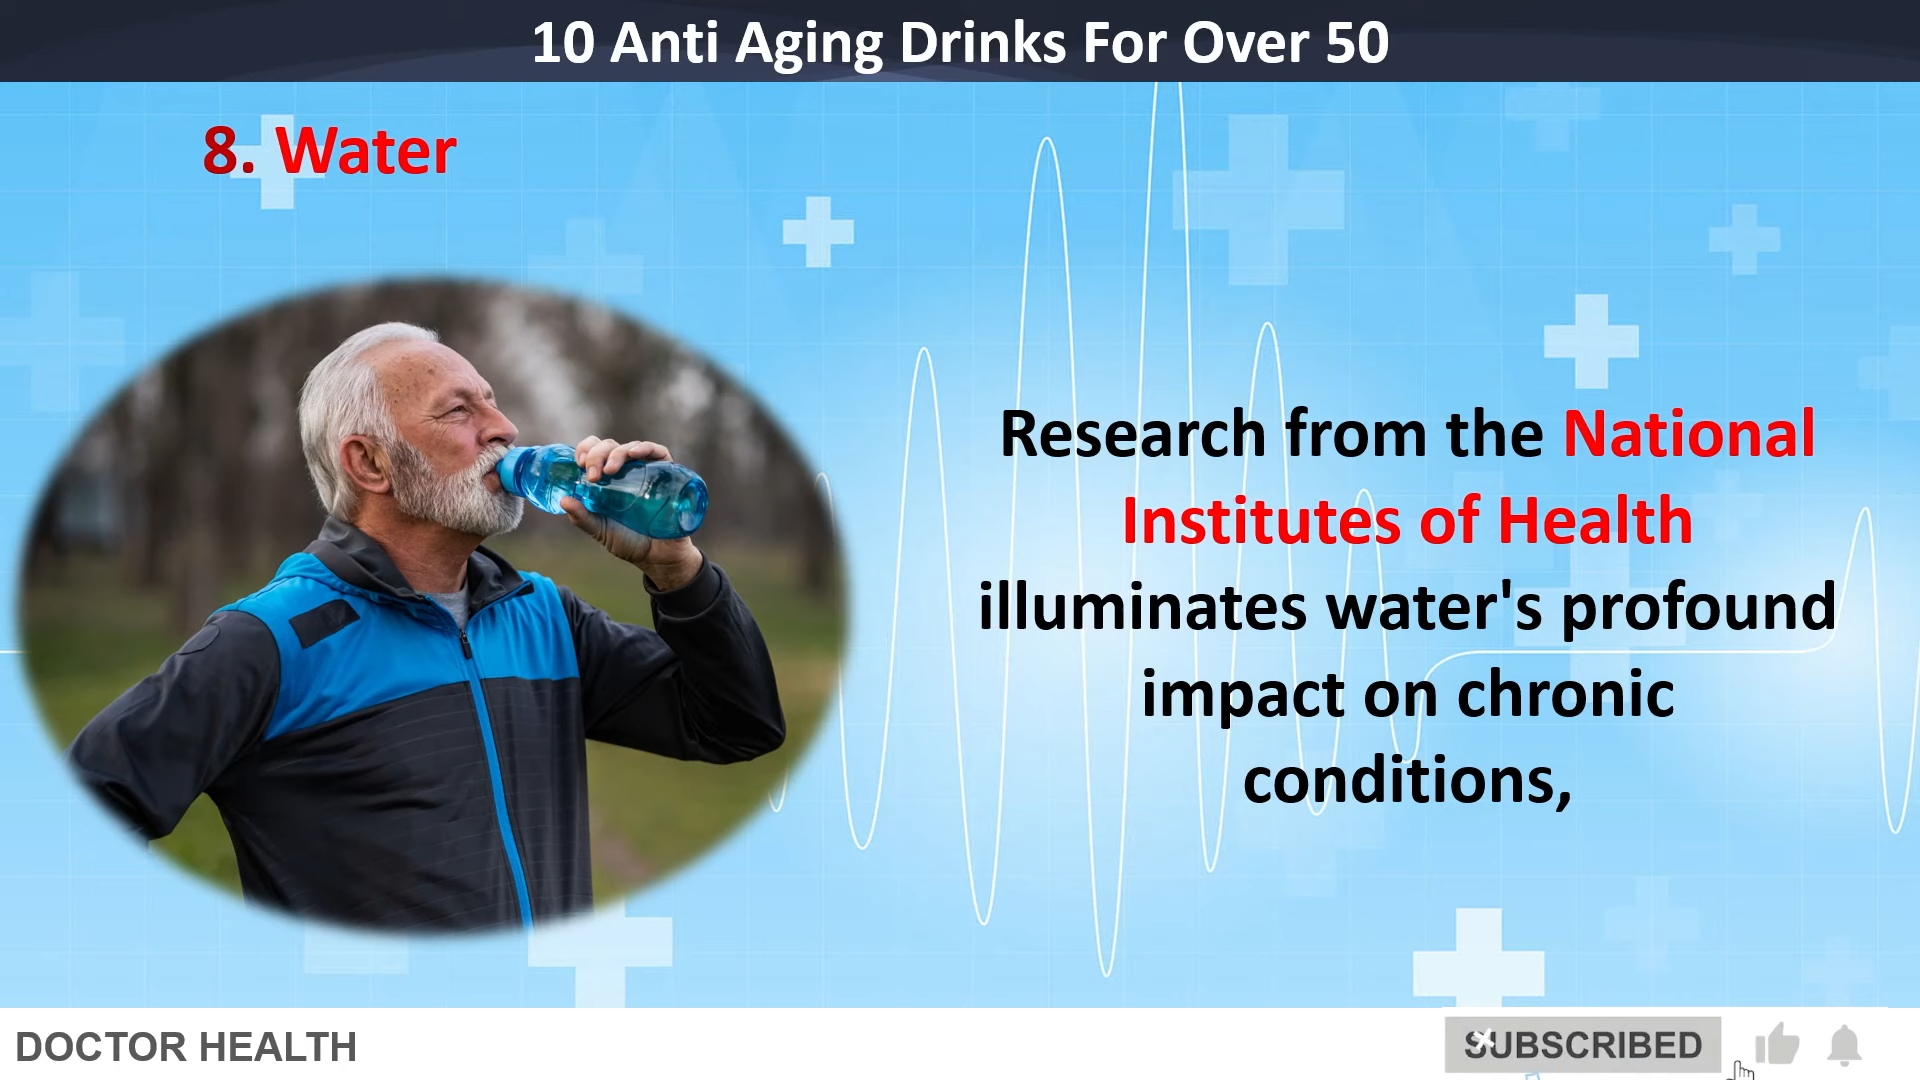 10 Anti Aging Drinks For Over 50
8. Water
Research from the National
Institutes of Health
illuminates water's profound
impact on chronic
conditions,
DOCTOR HEALTH
SUBSCRIBED